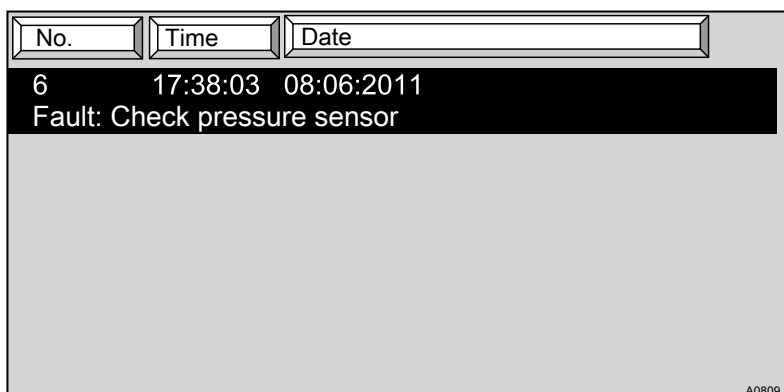 No. Time Date
6 17:38:03 08:06:2011
Fault: Check pressure sensor
A0809